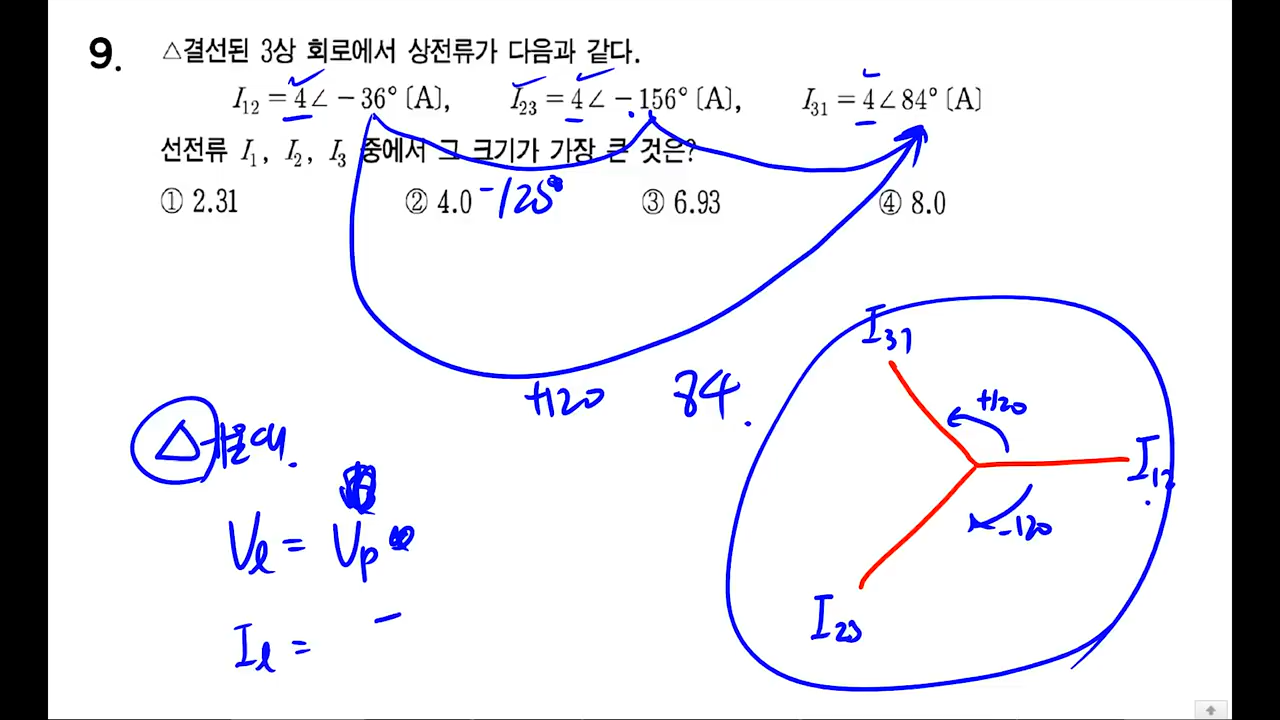 9. △결선된 3상 회로에서 상전류가 다음과 같다.
I₁₂ = 4∠ -36° [A], I₂₃ = 4∠ -156° [A], I₃₁ = 4∠84° [A]
선전류 I₁, I₂, I₃ 중에서 그 크기가 가장 큰 것은?
① 2.31 ② 4.0 ③ 6.93 ④ 8.0
-120°
+120 84.
I₃₁
+120
I₁₂
-120
I₂₃
△
Vℓ = Vp
Iℓ =